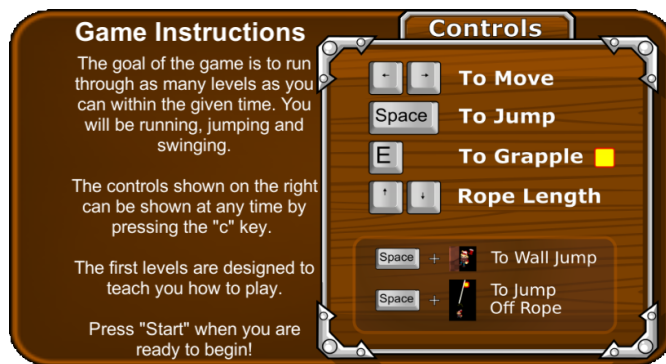 Game Instructions
The goal of the game is to run
through as many levels as you
can within the given time. You
will be running, jumping and
swinging.
The controls shown on the right
can be shown at any time by
pressing the "c" key.
The first levels are designed to
teach you how to play.
Press "Start" when you are
ready to begin!
Controls
← → To Move
Space To Jump
E To Grapple
↑ ↓ Rope Length
Space + To Wall Jump
Space + To Jump
Off Rope